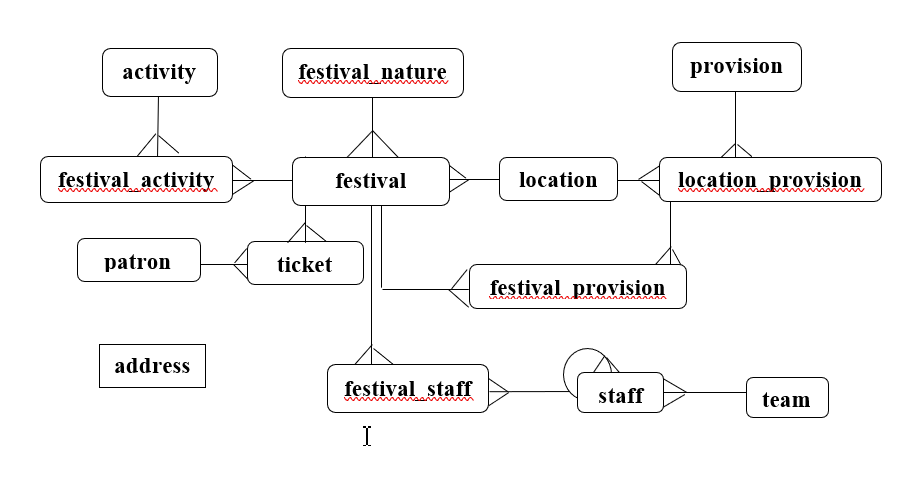 activity
festival_nature
provision
festival_activity
festival
location
location_provision
patron
ticket
festival_provision
address
festival_staff
staff
team